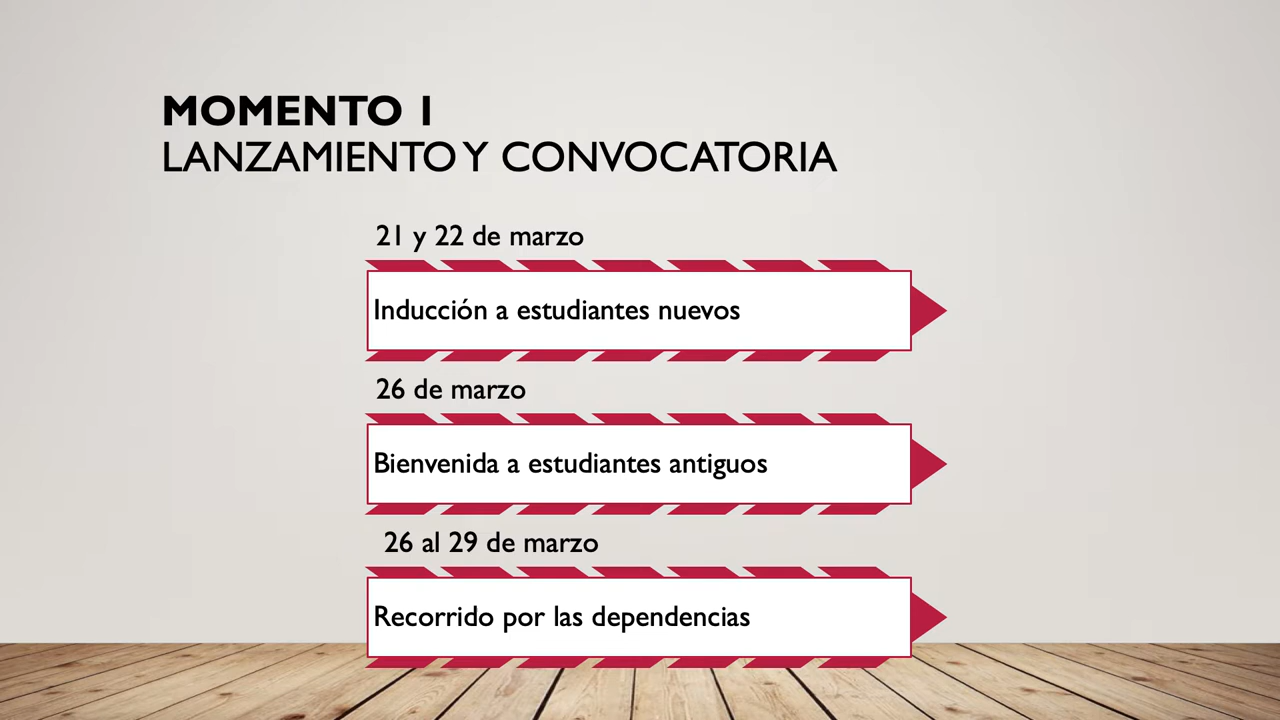 MOMENTO 1
LANZAMIENTO Y CONVOCATORIA
21 y 22 de marzo
Inducción a estudiantes nuevos
26 de marzo
Bienvenida a estudiantes antiguos
26 al 29 de marzo
Recorrido por las dependencias